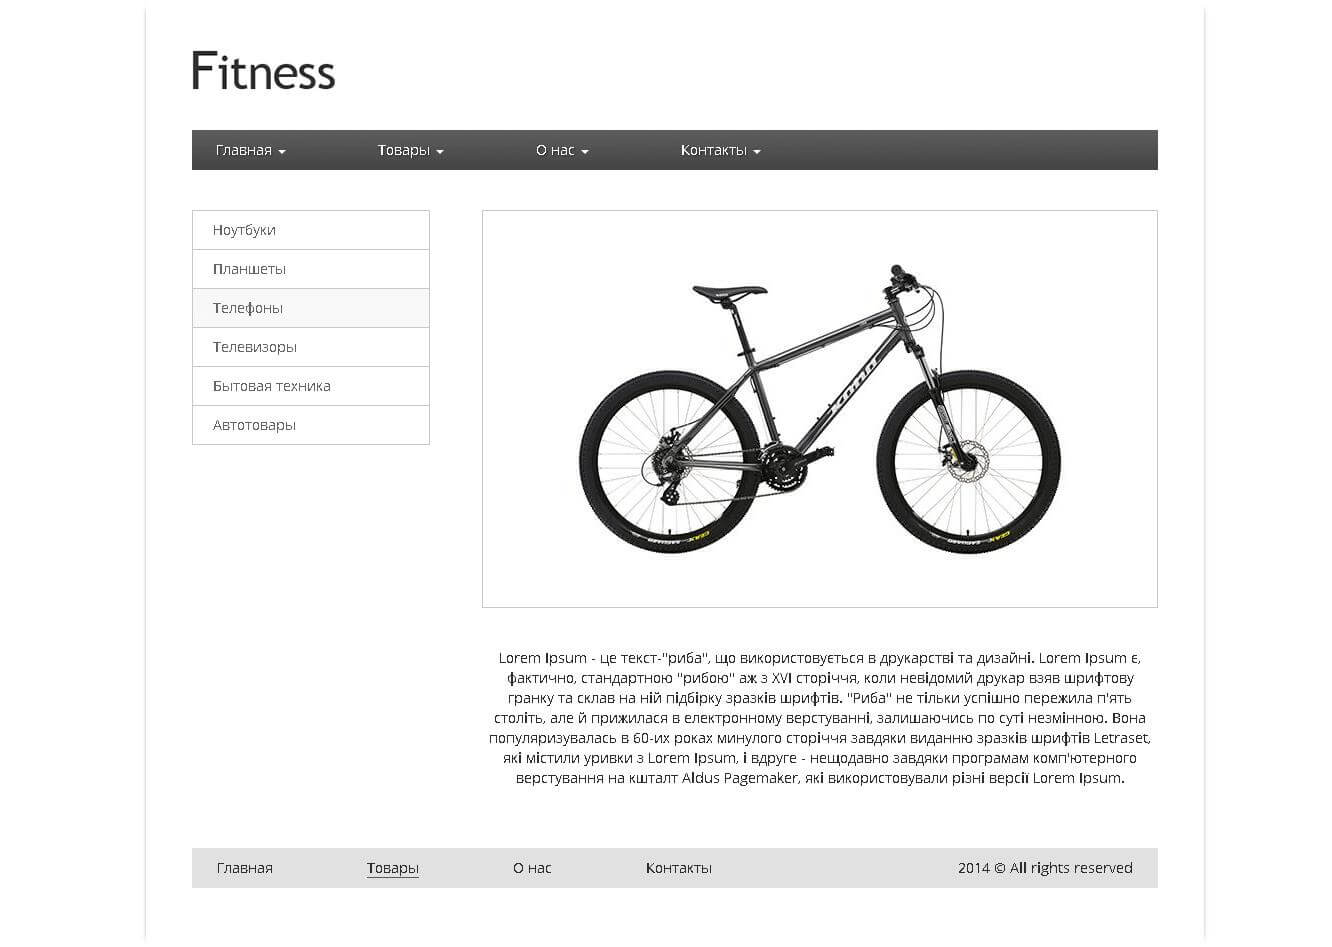 Fitness
Главная
Товары
О нас
Контакты
Ноутбуки
Планшеты
Телефоны
Телевизоры
Бытовая техника
Автотовары
KONA
Lorem Ipsum - це текст-"риба", що використовується в друкарстві та дизайні. Lorem Ipsum є,
фактично, стандартною "рибою" аж з XVI сторіччя, коли невідомий друкар взяв шрифтову
гранку та склав на ній підбірку зразків шрифтів. "Риба" не тільки успішно пережила п'ять
століть, але й прижилася в електронному верстуванні, залишаючись по суті незмінною. Вона
популяризувалась в 60-их роках минулого сторіччя завдяки виданню зразків шрифтів Letraset,
які містили уривки з Lorem Ipsum, і вдруге - нещодавно завдяки програмам комп'ютерного
верстування на кшталт Aldus Pagemaker, які використовували різні версії Lorem Ipsum.
Главная
Товары
О нас
Контакты
2014 © All rights reserved